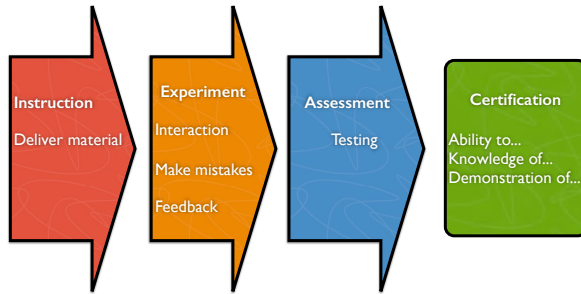 Instruction
Deliver material
Experiment
Interaction
Make mistakes
Feedback
Assessment
Testing
Certification
Ability to...
Knowledge of...
Demonstration of...